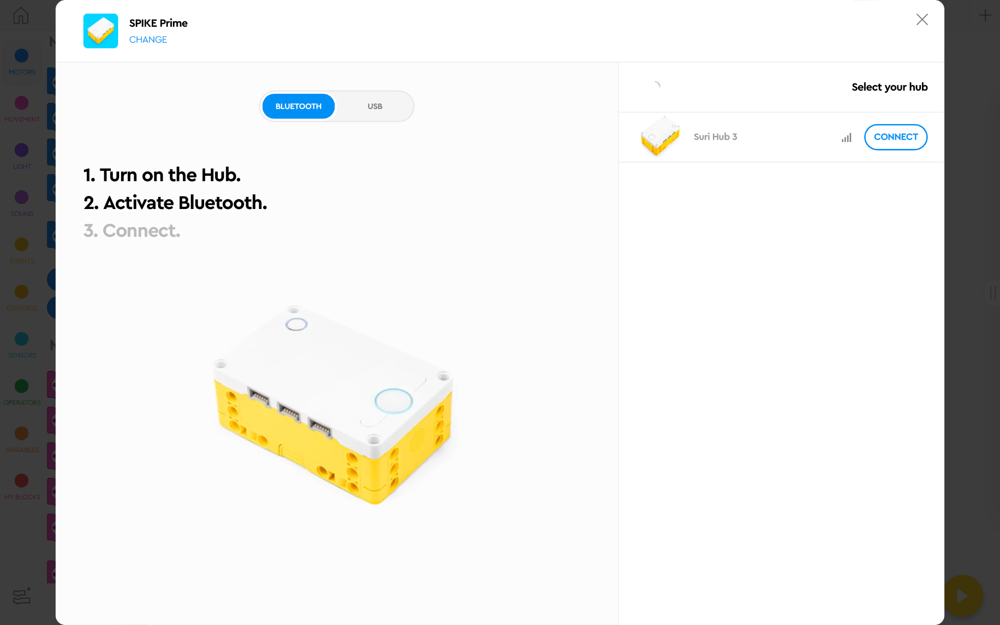 SPIKE Prime
CHANGE
BLUETOOTH
USB
1. Turn on the Hub.
2. Activate Bluetooth.
3. Connect.
Select your hub
Suri Hub 3
CONNECT
MOTORS
MOVEMENT
LIGHT
SOUND
EVENTS
CONTROL
SENSORS
OPERATORS
VARIABLES
MY BLOCKS